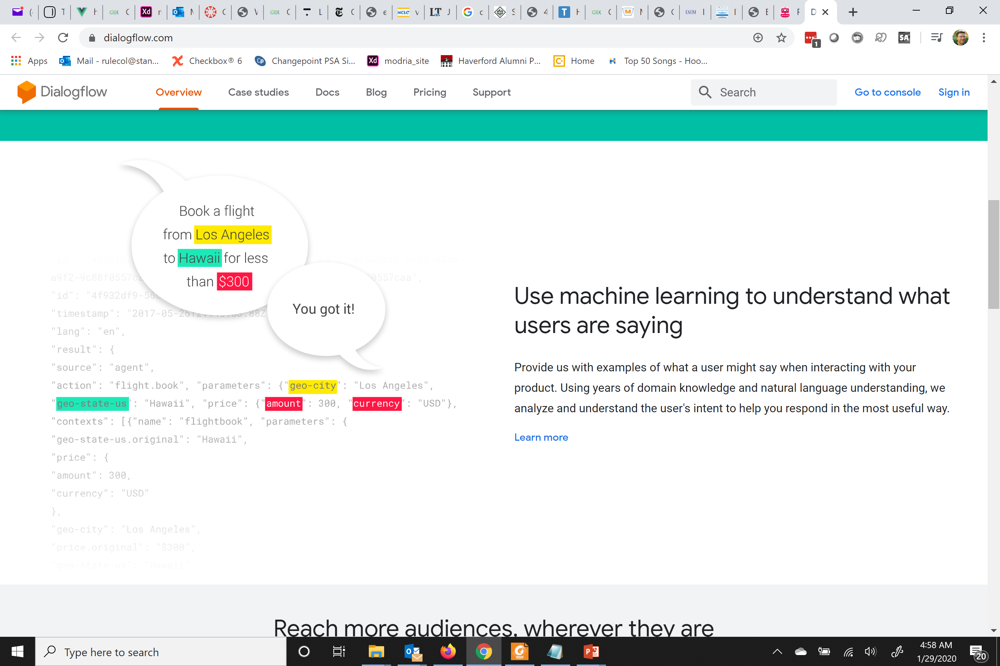 dialogflow.com
1
Apps
Mail - rulecol@stan...
Checkbox® 6
Changepoint PSA Si...
modria_site
Haverford Alumni P...
Home
Top 50 Songs - Hoo...
Dialogflow
Overview
Case studies
Docs
Blog
Pricing
Support
Search
Go to console
Sign in
Book a flight
from Los Angeles
to Hawaii for less
than $300
You got it!
"lang": "en",
"result": {
"source": "agent",
"action": "flight.book", "parameters": {"geo-city": "Los Angeles",
"geo-state-us": "Hawaii", "price": {"amount": 300, "currency": "USD"},
"contexts": [{"name": "flightbook", "parameters": {
"geo-state-us.original": "Hawaii",
"price": {
"amount": 300,
"currency": "USD"
},
"geo-city": "Los Angeles",
"price.original": "$300",
"geo-state-us": "Hawaii",
Use machine learning to understand what
users are saying
Provide us with examples of what a user might say when interacting with your
product. Using years of domain knowledge and natural language understanding, we
analyze and understand the user's intent to help you respond in the most useful way.
Learn more
Reach more audiences, wherever they are
Type here to search
4:58 AM
1/29/2020
20